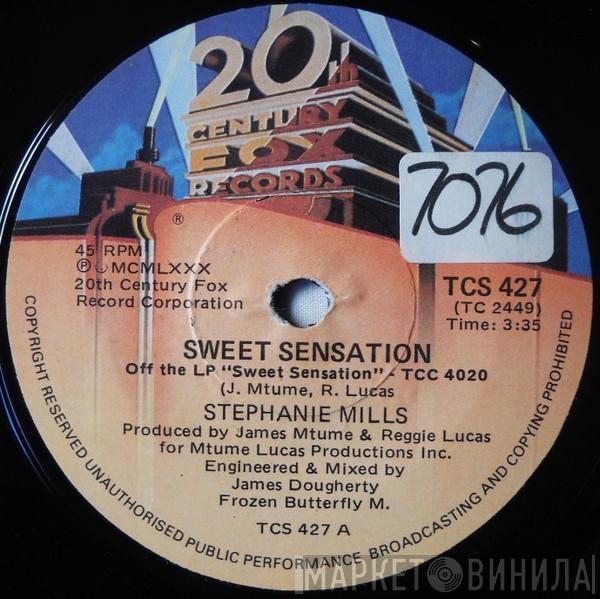 20th
CENTURY
FOX
RECORDS
®
7076
45 RPM
℗ MCMLXXX
20th Century Fox
Record Corporation
TCS 427
(TC 2449)
Time: 3:35
SWEET SENSATION
Off the LP "Sweet Sensation" - TCC 4020
(J. Mtume, R. Lucas
STEPHANIE MILLS
Produced by James Mtume & Reggie Lucas
for Mtume Lucas Productions Inc.
Engineered & Mixed by
James Dougherty
Frozen Butterfly M.
TCS 427 A
COPYRIGHT RESERVED UNAUTHORISED PUBLIC PERFORMANCE BROADCASTING AND COPYING PROHIBITED
МАРКЕТ ВИНИЛА